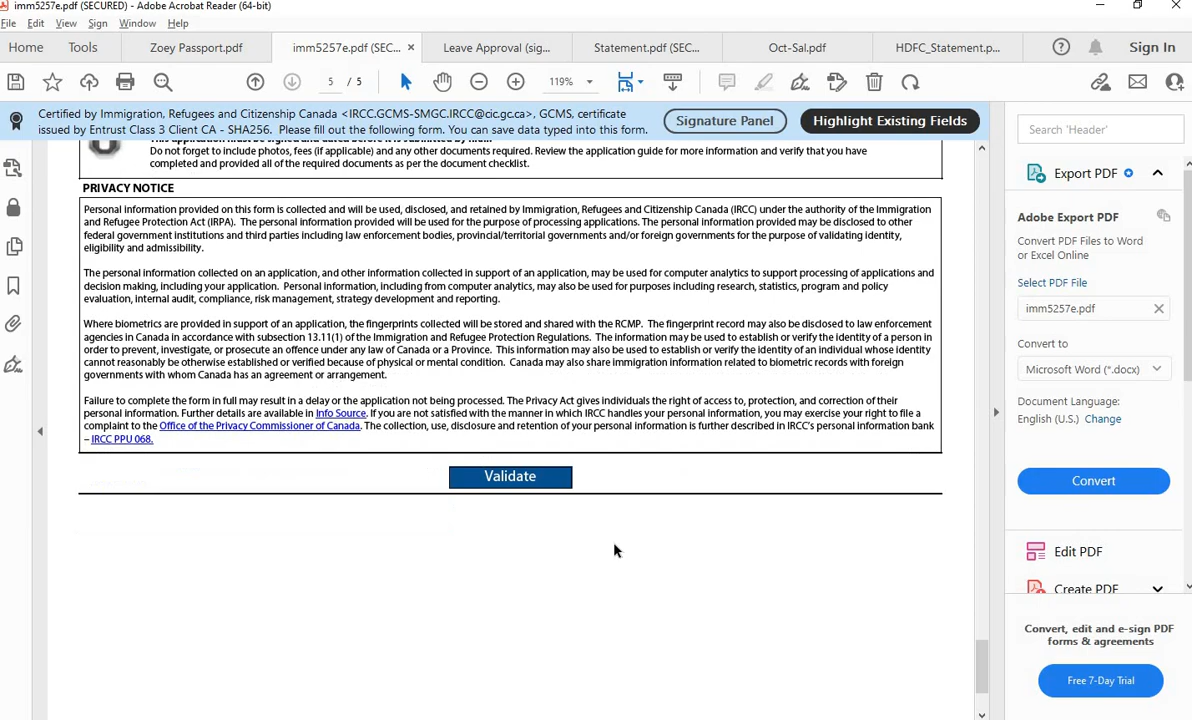 imm5257e.pdf (SECURED) - Adobe Acrobat Reader (64-bit)
File Edit View Sign Window Help
Home Tools Zoey Passport.pdf imm5257e.pdf (SEC... × Leave Approval (sig... Statement.pdf (SEC... Oct-Sal.pdf HDFC_Statement.p... Sign In
5 / 5 119%
Certified by Immigration, Refugees and Citizenship Canada <IRCC.GCMS-SMGC.IRCC@cic.gc.ca>, GCMS, certificate
issued by Entrust Class 3 Client CA - SHA256. Please fill out the following form. You can save data typed into this form.
Signature Panel
Highlight Existing Fields
Do not forget to include photos, fees (if applicable) and any other documents required. Review the application guide for more information and verify that you have
completed and provided all of the required documents as per the document checklist.
PRIVACY NOTICE
Personal information provided on this form is collected and will be used, disclosed, and retained by Immigration, Refugees and Citizenship Canada (IRCC) under the authority of the Immigration
and Refugee Protection Act (IRPA). The personal information provided will be used for the purpose of processing applications. The personal information provided may be disclosed to other
federal government institutions and third parties including law enforcement bodies, provincial/territorial governments and/or foreign governments for the purpose of validating identity,
eligibility and admissibility.
The personal information collected on an application, and other information collected in support of an application, may be used for computer analytics to support processing of applications and
decision making, including your application. Personal information, including from computer analytics, may also be used for purposes including research, statistics, program and policy
evaluation, internal audit, compliance, risk management, strategy development and reporting.
Where biometrics are provided in support of an application, the fingerprints collected will be stored and shared with the RCMP. The fingerprint record may also be disclosed to law enforcement
agencies in Canada in accordance with subsection 13.11(1) of the Immigration and Refugee Protection Regulations. The information may be used to establish or verify the identity of a person in
order to prevent, investigate, or prosecute an offence under any law of Canada or a Province. This information may also be used to establish or verify the identity of an individual whose identity
cannot reasonably be otherwise established or verified because of physical or mental condition. Canada may also share immigration information related to biometric records with foreign
governments with whom Canada has an agreement or arrangement.
Failure to complete the form in full may result in a delay or the application not being processed. The Privacy Act gives individuals the right of access to, protection, and correction of their
personal information. Further details are available in Info Source. If you are not satisfied with the manner in which IRCC handles your personal information, you may exercise your right to file a
complaint to the Office of the Privacy Commissioner of Canada. The collection, use, disclosure and retention of your personal information is further described in IRCC's personal information bank
– IRCC PPU 068.
Validate
Search 'Header'
Export PDF
Adobe Export PDF
Convert PDF Files to Word
or Excel Online
Select PDF File
imm5257e.pdf
Convert to
Microsoft Word (*.docx)
Document Language:
English (U.S.) Change
Convert
Edit PDF
Create PDF
Convert, edit and e-sign PDF
forms & agreements
Free 7-Day Trial